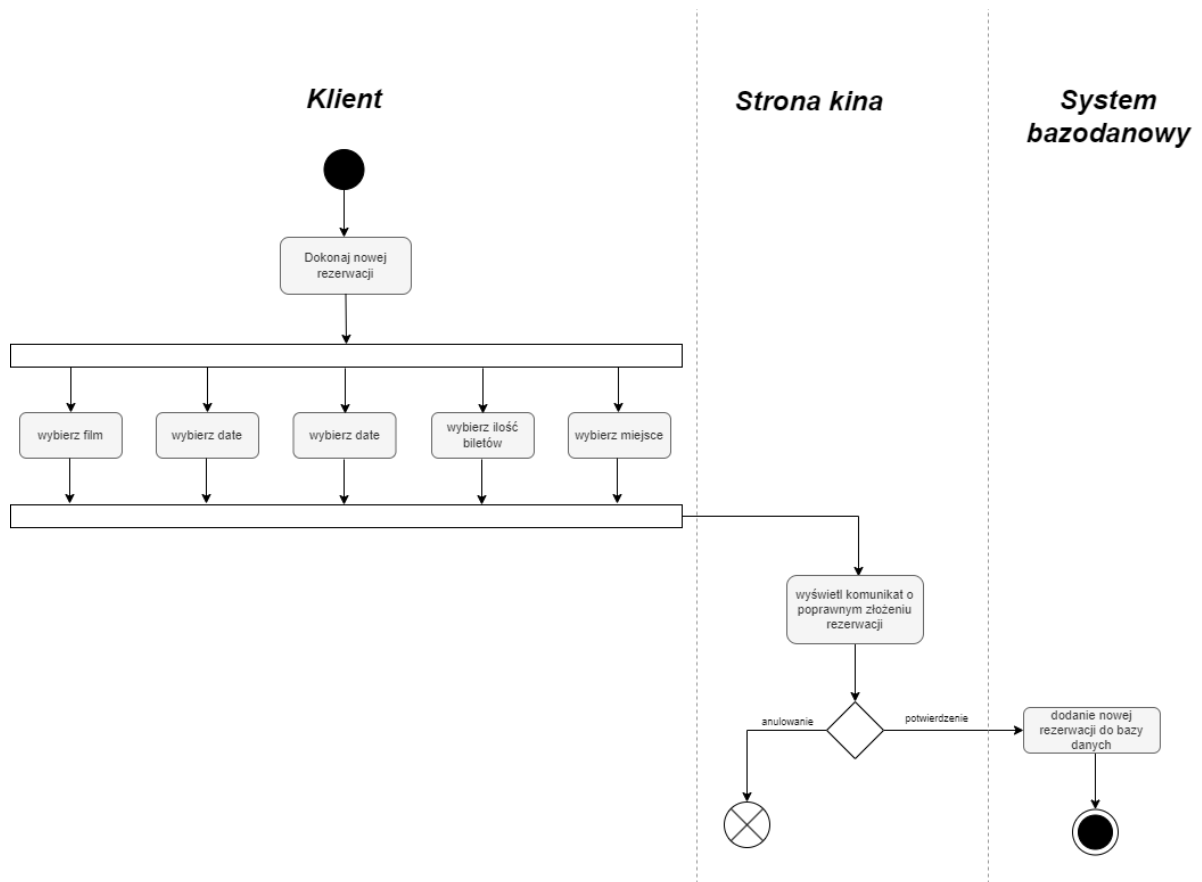 Klient
Strona kina
System
bazodanowy
Dokonaj nowej
rezerwacji
wybierz film
wybierz date
wybierz date
wybierz ilość
biletów
wybierz miejsce
wyświetl komunikat o
poprawnym złożeniu
rezerwacji
anulowanie
potwierdzenie
dodanie nowej
rezerwacji do bazy
danych